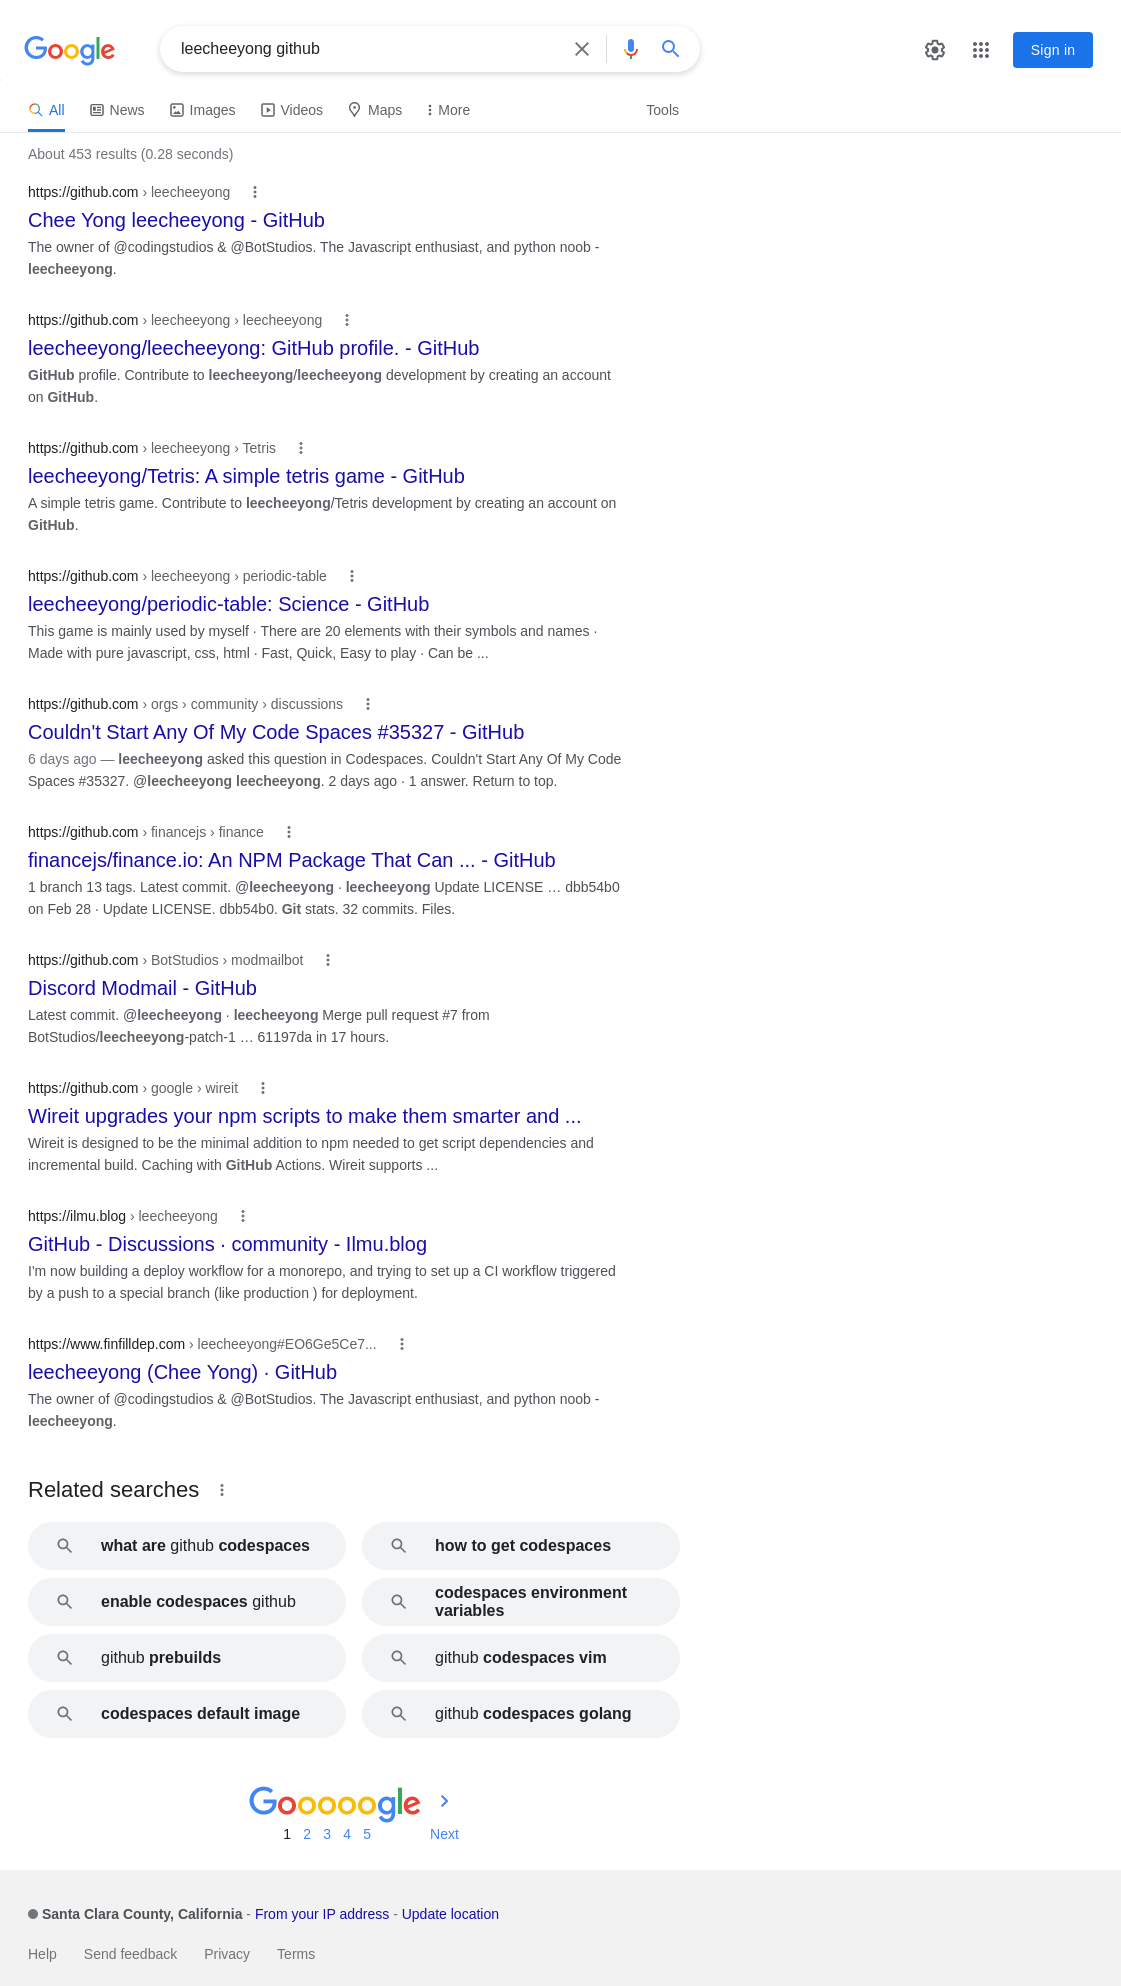 Google
leecheeyong github
Sign in
All News Images Videos Maps More Tools
About 453 results (0.28 seconds)
https://github.com › leecheeyong
Chee Yong leecheeyong - GitHub
The owner of @codingstudios & @BotStudios. The Javascript enthusiast, and python noob -
leecheeyong.
https://github.com › leecheeyong › leecheeyong
leecheeyong/leecheeyong: GitHub profile. - GitHub
GitHub profile. Contribute to leecheeyong/leecheeyong development by creating an account
on GitHub.
https://github.com › leecheeyong › Tetris
leecheeyong/Tetris: A simple tetris game - GitHub
A simple tetris game. Contribute to leecheeyong/Tetris development by creating an account on
GitHub.
https://github.com › leecheeyong › periodic-table
leecheeyong/periodic-table: Science - GitHub
This game is mainly used by myself · There are 20 elements with their symbols and names ·
Made with pure javascript, css, html · Fast, Quick, Easy to play · Can be ...
https://github.com › orgs › community › discussions
Couldn't Start Any Of My Code Spaces #35327 - GitHub
6 days ago — leecheeyong asked this question in Codespaces. Couldn't Start Any Of My Code
Spaces #35327. @leecheeyong leecheeyong. 2 days ago · 1 answer. Return to top.
https://github.com › financejs › finance
financejs/finance.io: An NPM Package That Can ... - GitHub
1 branch 13 tags. Latest commit. @leecheeyong · leecheeyong Update LICENSE … dbb54b0
on Feb 28 · Update LICENSE. dbb54b0. Git stats. 32 commits. Files.
https://github.com › BotStudios › modmailbot
Discord Modmail - GitHub
Latest commit. @leecheeyong · leecheeyong Merge pull request #7 from
BotStudios/leecheeyong-patch-1 … 61197da in 17 hours.
https://github.com › google › wireit
Wireit upgrades your npm scripts to make them smarter and ...
Wireit is designed to be the minimal addition to npm needed to get script dependencies and
incremental build. Caching with GitHub Actions. Wireit supports ...
https://ilmu.blog › leecheeyong
GitHub - Discussions · community - Ilmu.blog
I'm now building a deploy workflow for a monorepo, and trying to set up a CI workflow triggered
by a push to a special branch (like production ) for deployment.
https://www.finfilldep.com › leecheeyong#EO6Ge5Ce7...
leecheeyong (Chee Yong) · GitHub
The owner of @codingstudios & @BotStudios. The Javascript enthusiast, and python noob -
leecheeyong.
Related searches
what are github codespaces
how to get codespaces
enable codespaces github
codespaces environment
variables
github prebuilds
github codespaces vim
codespaces default image
github codespaces golang
Gooooogle
1 2 3 4 5 Next
Santa Clara County, California - From your IP address - Update location
Help Send feedback Privacy Terms